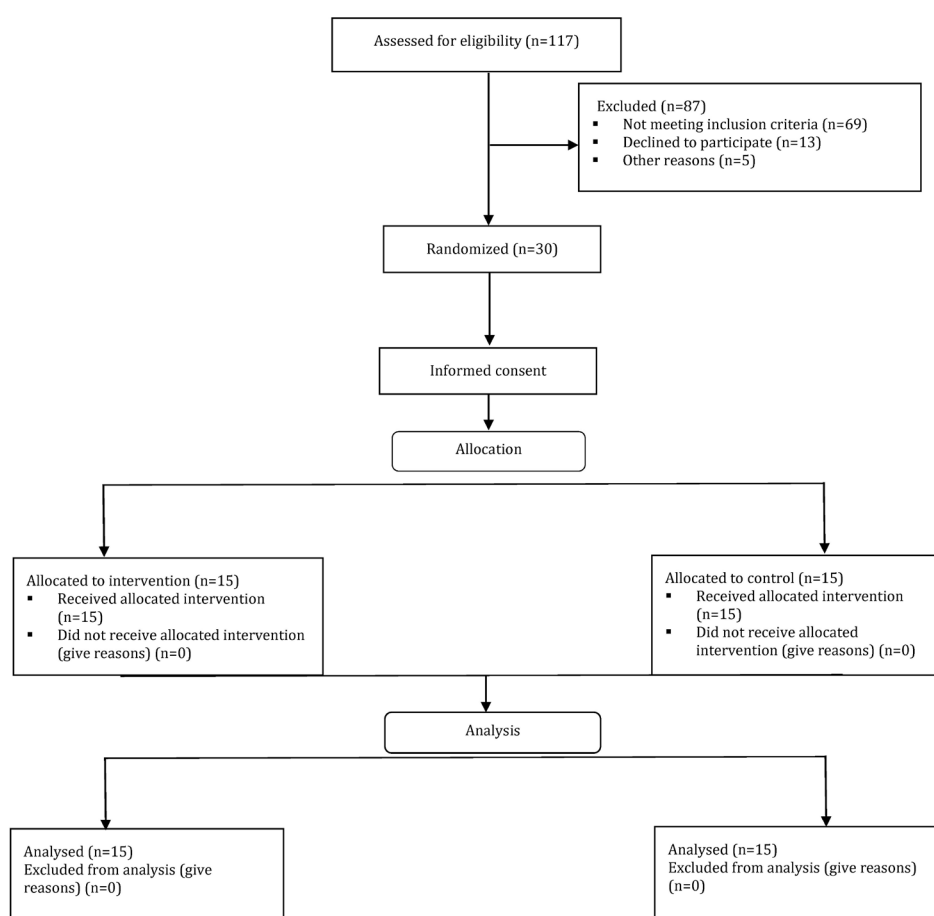 Assessed for eligibility (n=117)
Excluded (n=87)
▪ Not meeting inclusion criteria (n=69)
▪ Declined to participate (n=13)
▪ Other reasons (n=5)
Randomized (n=30)
Informed consent
Allocation
Allocated to intervention (n=15)
▪ Received allocated intervention
(n=15)
▪ Did not receive allocated intervention
(give reasons) (n=0)
Allocated to control (n=15)
▪ Received allocated intervention
(n=15)
▪ Did not receive allocated
intervention (give reasons) (n=0)
Analysis
Analysed (n=15)
Excluded from analysis (give
reasons) (n=0)
Analysed (n=15)
Excluded from analysis (give reasons)
(n=0)